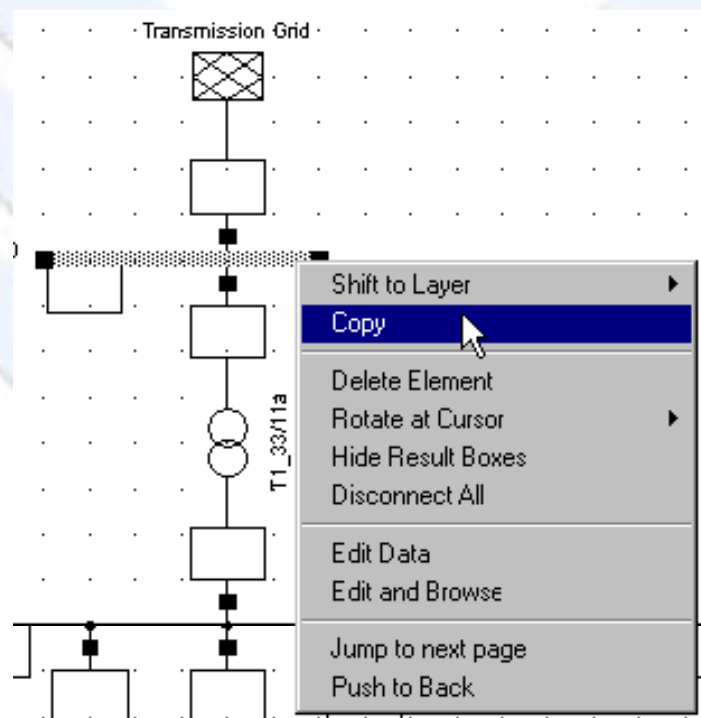 Transmission Grid
Shift to Layer
Copy
Delete Element
Rotate at Cursor
Hide Result Boxes
Disconnect All
Edit Data
Edit and Browse
Jump to next page
Push to Back
T1_33/11a